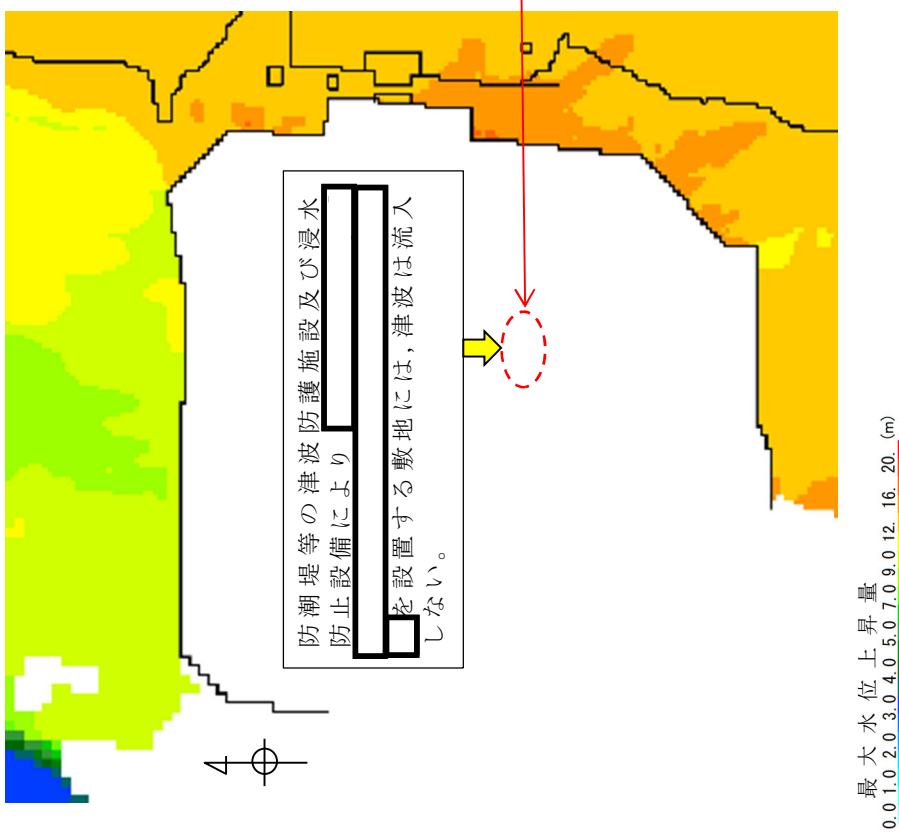 防潮堤等の津波防護施設及び浸水
防止設備により
を設置する敷地には，津波は流入
しない。
最大水位上昇量
0.0 1.0 2.0 3.0 4.0 5.0 7.0 9.0 12. 16. 20. (m)